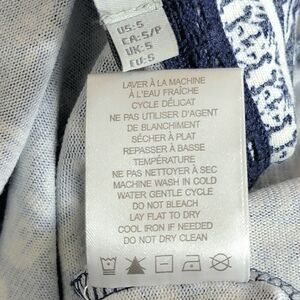 US:S
CA:S/P
UK:S
EU:S
LAVER À LA MACHINE
À L'EAU FRAÎCHE
CYCLE DÉLICAT
NE PAS UTILISER D'AGENT
DE BLANCHIMENT
SÉCHER À PLAT
REPASSER À BASSE
TEMPÉRATURE
NE PAS NETTOYER À SEC
MACHINE WASH IN COLD
WATER GENTLE CYCLE
DO NOT BLEACH
LAY FLAT TO DRY
COOL IRON IF NEEDED
DO NOT DRY CLEAN